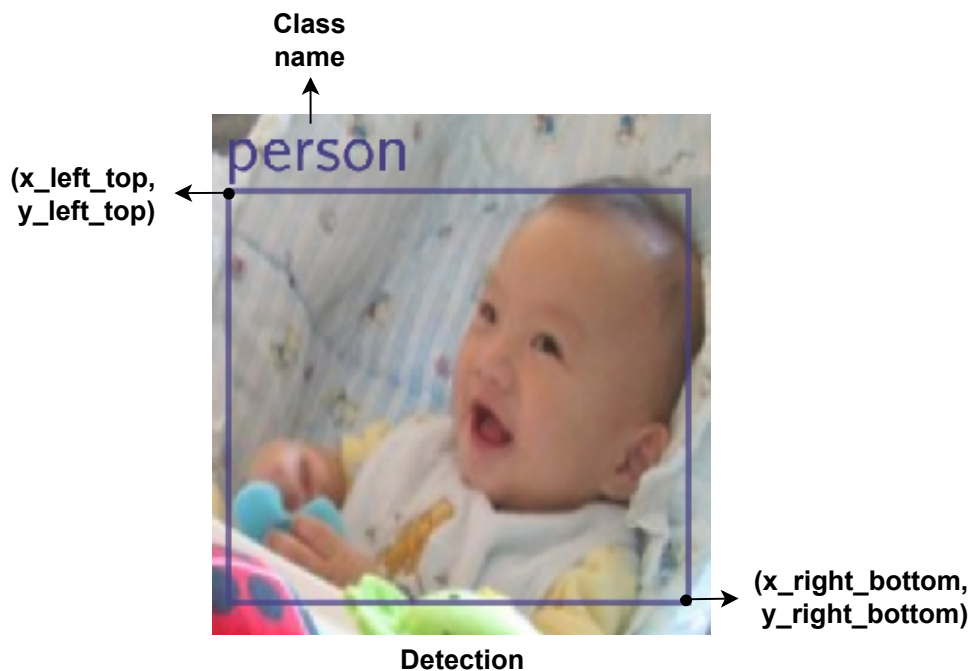 Class
name
person
(x_left_top,
y_left_top)
(x_right_bottom,
y_right_bottom)
Detection